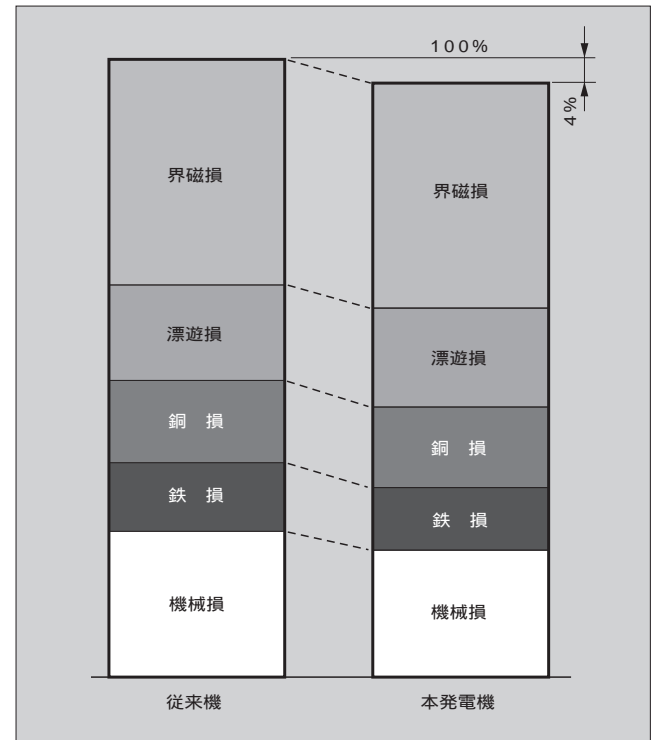 100%
4%
界磁損
漂遊損
銅 損
鉄 損
機械損
界磁損
漂遊損
銅 損
鉄 損
機械損
従来機
本発電機